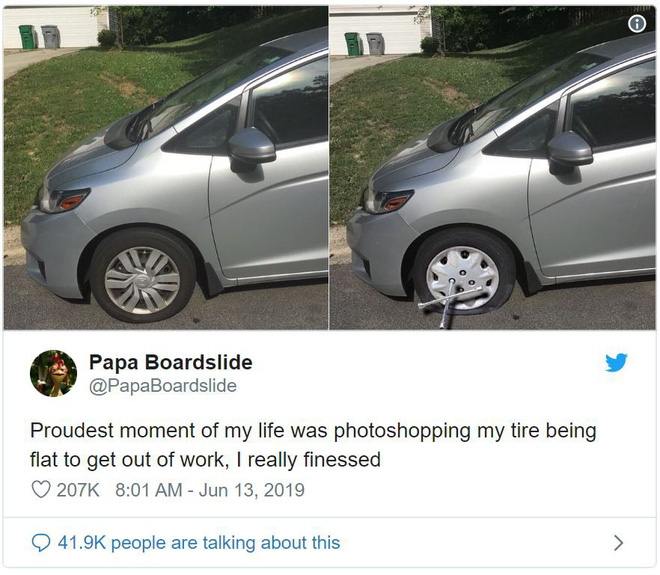 Papa Boardslide
@PapaBoardslide
Proudest moment of my life was photoshopping my tire being
flat to get out of work, I really finessed
207K 8:01 AM - Jun 13, 2019
41.9K people are talking about this